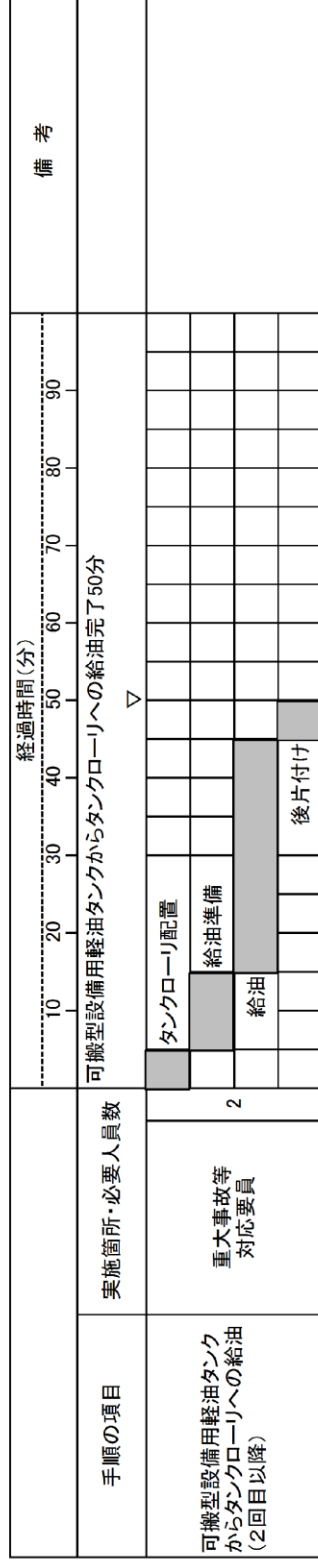 経過時間(分)
備 考
10 20 30 40 50 60 70 80 90
手順の項目
実施箇所・必要人員数
可搬型設備用軽油タンクからタンクローリへの給油完了50分
▽
可搬型設備用軽油タンク
からタンクローリへの給油
(2回目以降)
重大事故等
対応要員
2
タンクローリ配置
給油準備
給油
後片付け